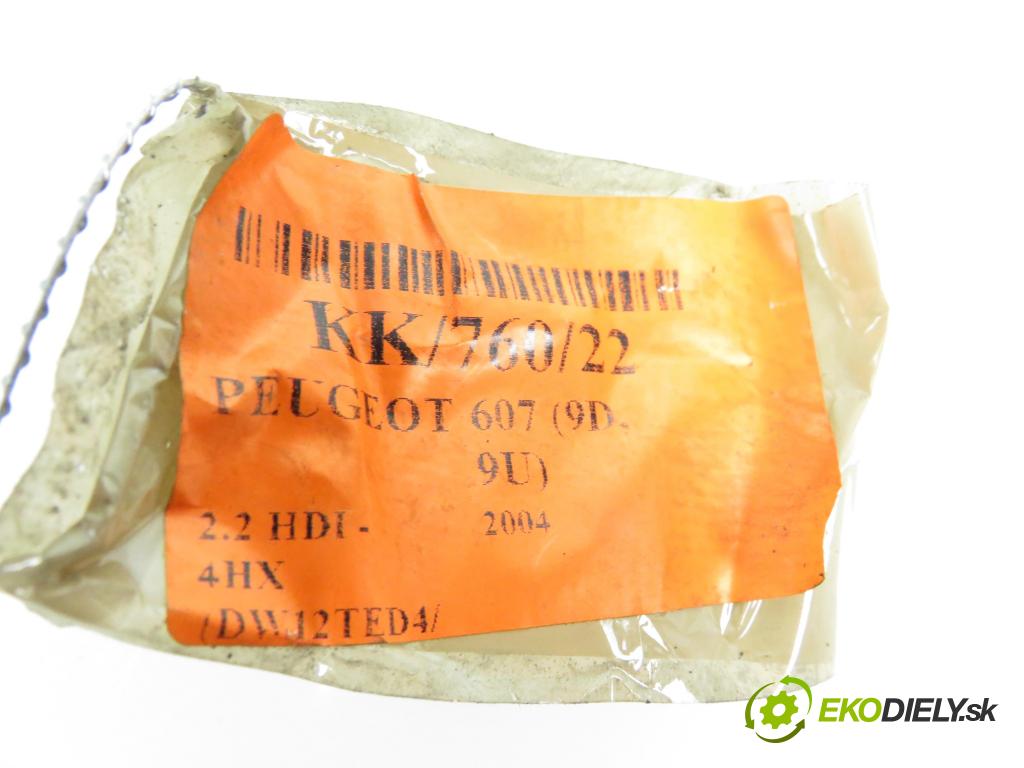 KK/760/22
PEUGEOT 607 (9D,
9U)
2.2 HDI - 2004
4HX
(DW12TED4/
EKODIELY.sk